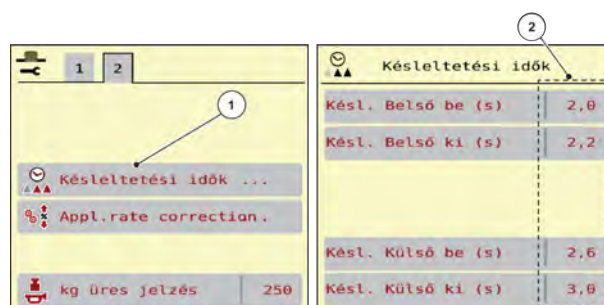 1 2
1
Késleltetési idők ...
Appl.rate correction.
kg üres jelzés 250
2
Késleltetési idők
Késl. Belső be (s) 2,0
Késl. Belső ki (s) 2,2
Késl. Külső be (s) 2,6
Késl. Külső ki (s) 3,0